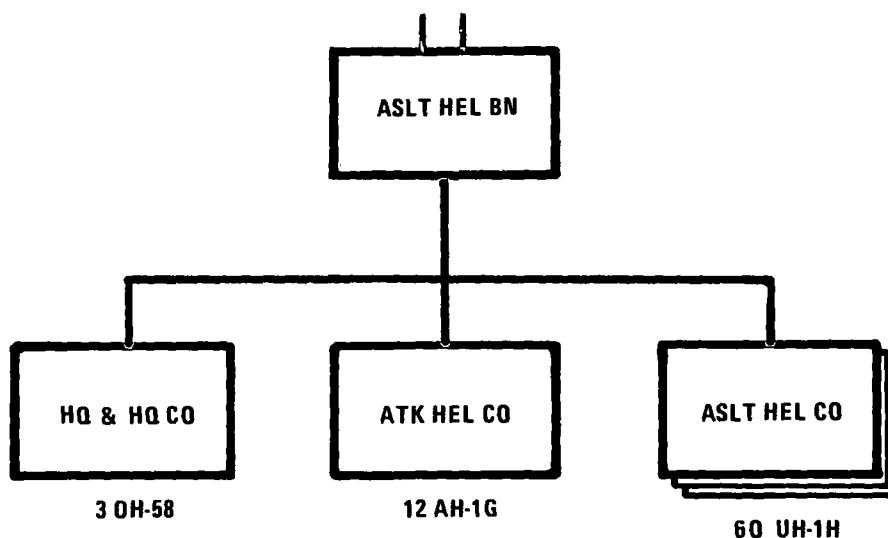 ASLT HEL BN
HQ & HQ CO
ATK HEL CO
ASLT HEL CO
3 OH-58
12 AH-1G
60 UH-1H